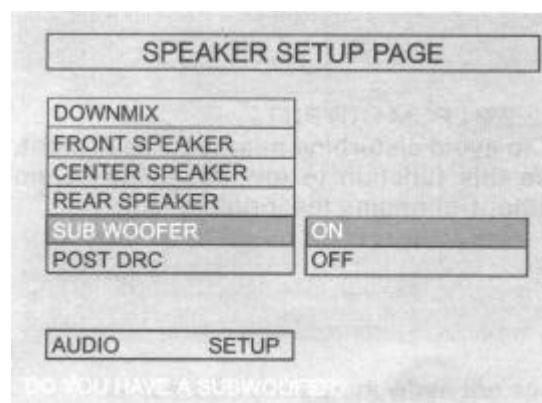 SPEAKER SETUP PAGE
DOWNMIX
FRONT SPEAKER
CENTER SPEAKER
REAR SPEAKER
SUB WOOFER ON
POST DRC OFF
AUDIO SETUP
DO YOU HAVE A SUBWOOFER